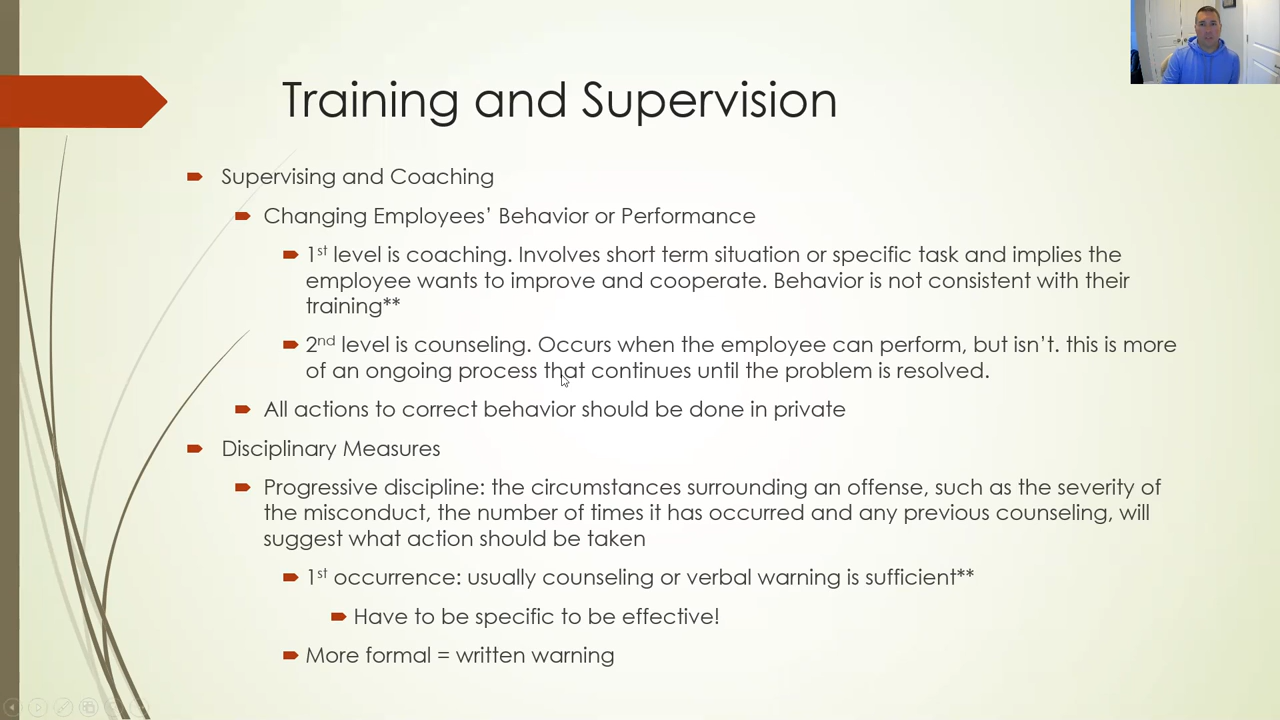 Training and Supervision
Supervising and Coaching
Changing Employees’ Behavior or Performance
1st level is coaching. Involves short term situation or specific task and implies the
employee wants to improve and cooperate. Behavior is not consistent with their
training**
2nd level is counseling. Occurs when the employee can perform, but isn’t. this is more
of an ongoing process that continues until the problem is resolved.
All actions to correct behavior should be done in private
Disciplinary Measures
Progressive discipline: the circumstances surrounding an offense, such as the severity of
the misconduct, the number of times it has occurred and any previous counseling, will
suggest what action should be taken
1st occurrence: usually counseling or verbal warning is sufficient**
Have to be specific to be effective!
More formal = written warning